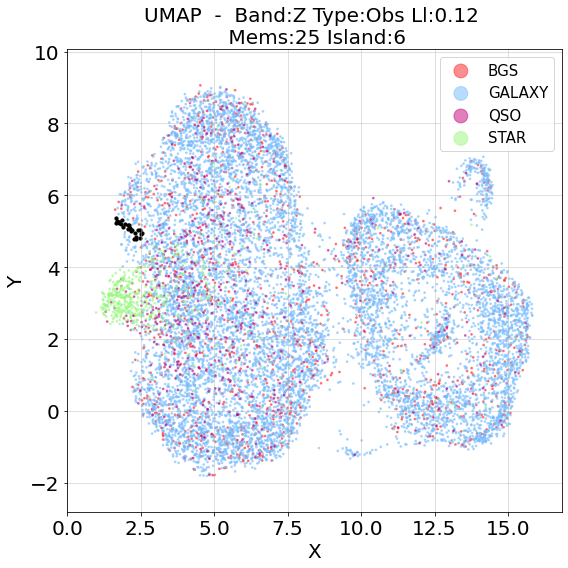 UMAP - Band:Z Type:Obs Ll:0.12
Mems:25 Island:6
BGS
GALAXY
QSO
STAR
10
8
6
4
2
0
−2
Y
0.0 2.5 5.0 7.5 10.0 12.5 15.0
X